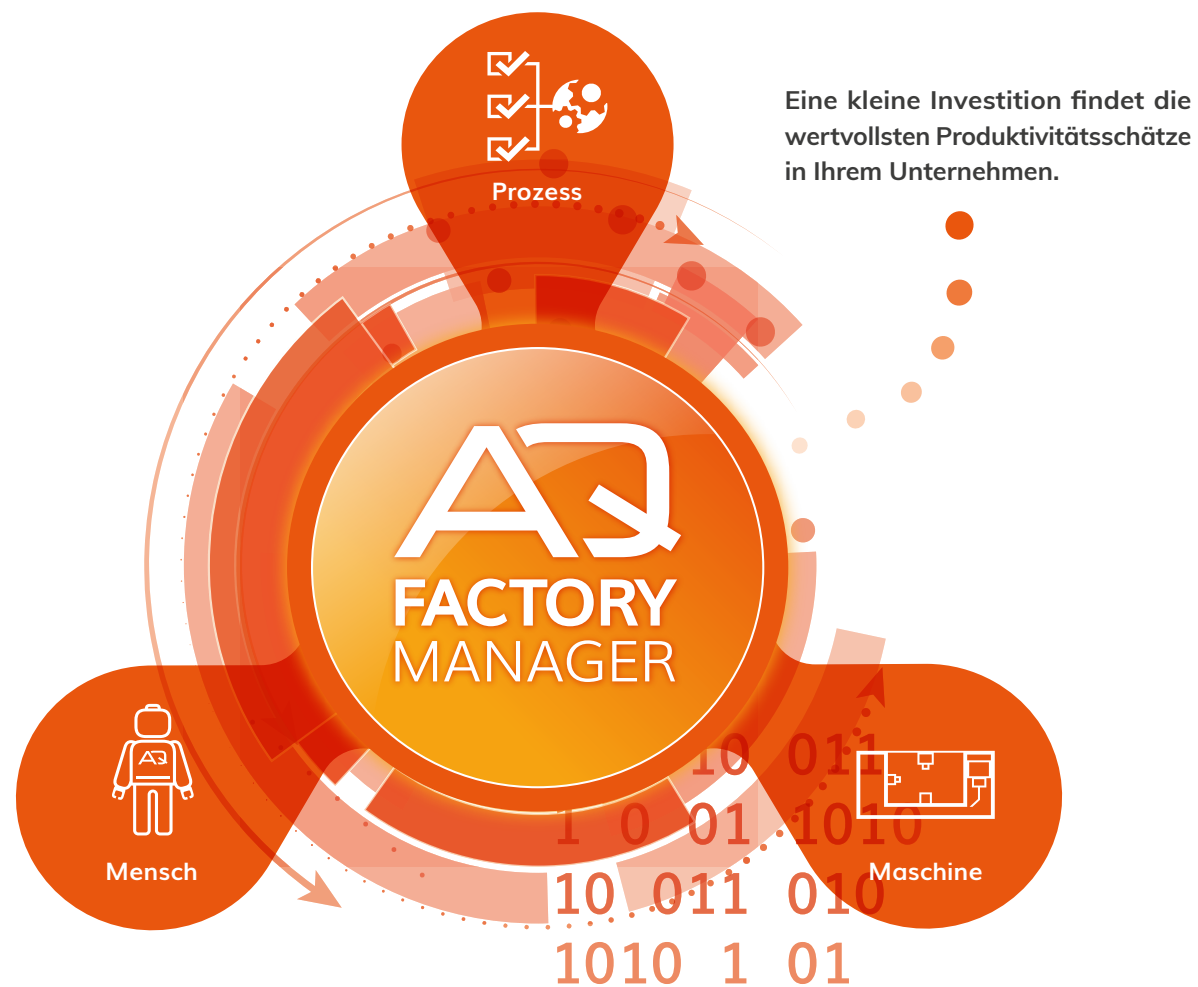 Eine kleine Investition findet die
wertvollsten Produktivitätsschätze
in Ihrem Unternehmen.
Prozess
AQ
FACTORY
MANAGER
AQ
Mensch
Maschine
10 011
1 0 01 1010
10 011 010
1010 1 01